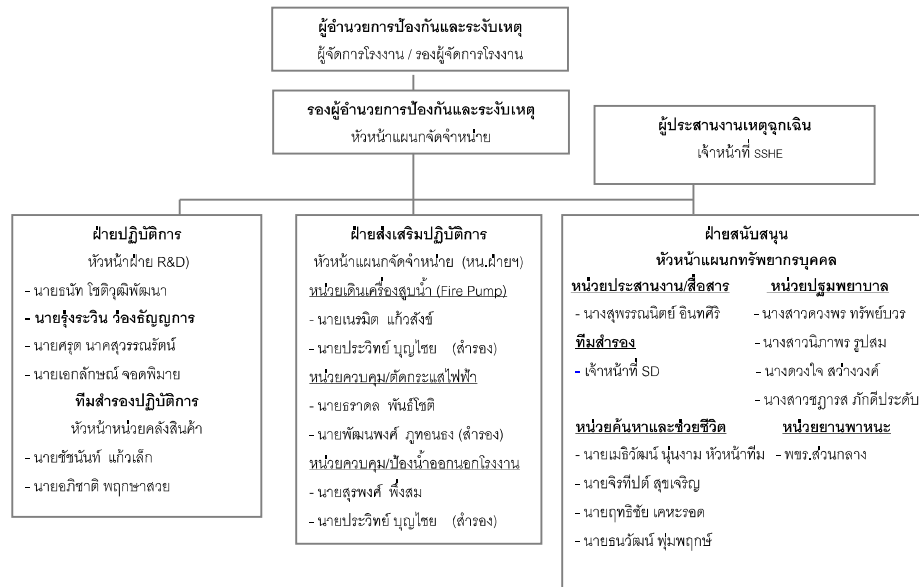 ผู้อำนวยการป้องกันและระงับเหตุ
ผู้จัดการโรงงาน / รองผู้จัดการโรงงาน
รองผู้อำนวยการป้องกันและระงับเหตุ
หัวหน้าแผนกจัดจำหน่าย
ผู้ประสานงานเหตุฉุกเฉิน
เจ้าหน้าที่ SSHE
ฝ่ายปฏิบัติการ
หัวหน้าฝ่าย R&D)
- นายธนัท โชติวุฒิพัฒนา
- นายรุ่งระวิน ว่องธัญญการ
- นายศรุต นาคสุวรรณรัตน์
- นายเอกลักษณ์ จอดพิมาย
ทีมสำรองปฏิบัติการ
หัวหน้าหน่วยคลังสินค้า
- นายชัชนันท์ แก้วเล็ก
- นายอภิชาติ พฤกษาสวย
ฝ่ายส่งเสริมปฏิบัติการ
หัวหน้าแผนกจัดจำหน่าย (หน.ฝ่ายฯ)
หน่วยเดินเครื่องสูบน้ำ (Fire Pump)
- นายเนรมิต แก้วสังข์
- นายประวิทย์ บุญไชย (สำรอง)
หน่วยควบคุม/ตัดกระแสไฟฟ้า
- นายธราดล พันธ์โชติ
- นายพัฒนพงศ์ ภูทอนธง (สำรอง)
หน่วยควบคุม/ป้องน้ำออกนอกโรงงาน
- นายสุรพงศ์ พึ่งสม
- นายประวิทย์ บุญไชย (สำรอง)
ฝ่ายสนับสนุน
หัวหน้าแผนกทรัพยากรบุคคล
หน่วยประสานงาน/สื่อสาร
- นางสุพรรณนิตย์ อินทศิริ
ทีมสำรอง
- เจ้าหน้าที่ SD
หน่วยปฐมพยาบาล
- นางสาวดวงพร ทรัพย์บวร
- นางสาวนิภาพร รูปสม
- นางดวงใจ สว่างวงค์
- นางสาวชฎารส ภักดีประดับ
หน่วยค้นหาและช่วยชีวิต
- นายเมธิวัฒน์ นุ่นงาม หัวหน้าทีม
- นายจิรทีปต์ สุขเจริญ
- นายฤทธิชัย เคหะรอด
- นายธนวัฒน์ พุ่มพฤกษ์
หน่วยยานพาหนะ
- พขร.ส่วนกลาง